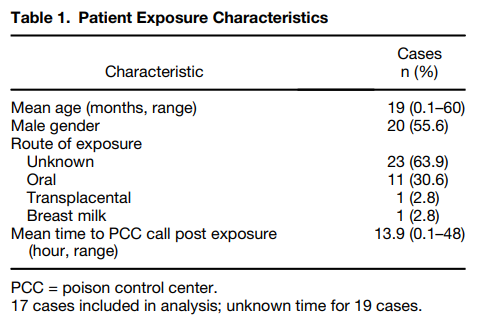 Table 1. Patient Exposure Characteristics
Cases
Characteristic n (%)
Mean age (months, range) 19 (0.1–60)
Male gender 20 (55.6)
Route of exposure
Unknown 23 (63.9)
Oral 11 (30.6)
Transplacental 1 (2.8)
Breast milk 1 (2.8)
Mean time to PCC call post exposure 13.9 (0.1–48)
(hour, range)
PCC = poison control center.
17 cases included in analysis; unknown time for 19 cases.